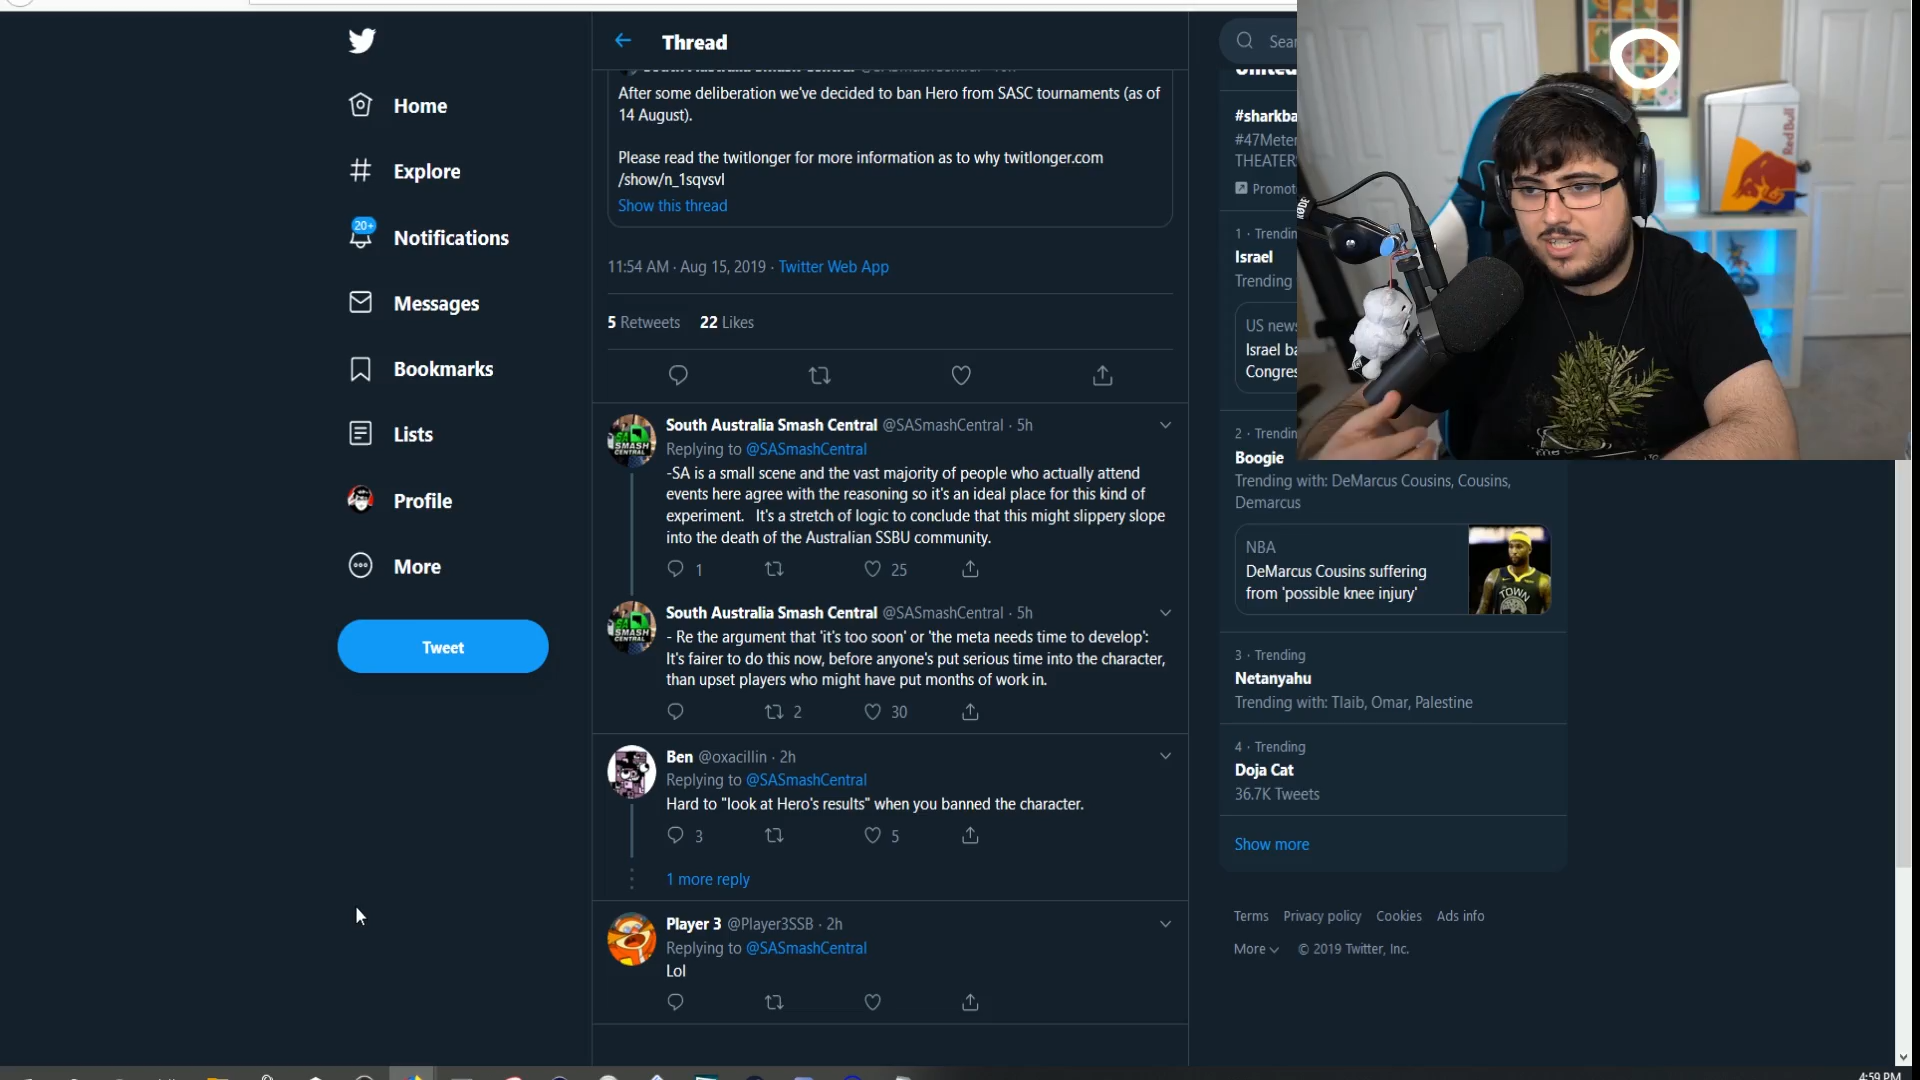 Thread
After some deliberation we've decided to ban Hero from SASC tournaments (as of
14 August).
Please read the twitlonger for more information as to why twitlonger.com
/show/n_1sqvsvl
Show this thread
11:54 AM · Aug 15, 2019 · Twitter Web App
5 Retweets 22 Likes
South Australia Smash Central @SASmashCentral · 5h
Replying to @SASmashCentral
-SA is a small scene and the vast majority of people who actually attend
events here agree with the reasoning so it's an ideal place for this kind of
experiment. It's a stretch of logic to conclude that this might slippery slope
into the death of the Australian SSBU community.
1 25
South Australia Smash Central @SASmashCentral · 5h
- Re the argument that 'it's too soon' or 'the meta needs time to develop':
It's fairer to do this now, before anyone's put serious time into the character,
than upset players who might have put months of work in.
2 30
Ben @oxacillin · 2h
Replying to @SASmashCentral
Hard to "look at Hero's results" when you banned the character.
3 5
1 more reply
Player 3 @Player3SSB · 2h
Replying to @SASmashCentral
Lol
Home
Explore
20+
Notifications
Messages
Bookmarks
Lists
Profile
More
Tweet
Sear
United
#sharkba
#47Meter
THEATER
Promot
1 · Trendin
Israel
Trending
US news
Israel ba
Congres
2 · Trendin
Boogie
Trending with: DeMarcus Cousins, Cousins,
Demarcus
NBA
DeMarcus Cousins suffering
from 'possible knee injury'
TOWN
3 · Trending
Netanyahu
Trending with: Tlaib, Omar, Palestine
4 · Trending
Doja Cat
36.7K Tweets
Show more
Terms Privacy policy Cookies Ads info
More © 2019 Twitter, Inc.
Red Bull
RØDE
4:59 PM